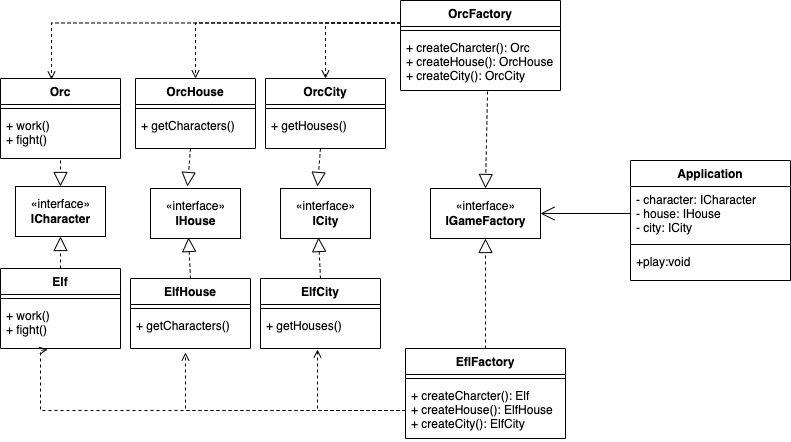 OrcFactory
+ createCharcter(): Orc
+ createHouse(): OrcHouse
+ createCity(): OrcCity
Orc
+ work()
+ fight()
OrcHouse
+ getCharacters()
OrcCity
+ getHouses()
«interface»
ICharacter
«interface»
IHouse
«interface»
ICity
«interface»
IGameFactory
Application
- character: ICharacter
- house: IHouse
- city: ICity
+play:void
Elf
+ work()
+ fight()
ElfHouse
+ getCharacters()
ElfCity
+ getHouses()
EflFactory
+ createCharcter(): Elf
+ createHouse(): ElfHouse
+ createCity(): ElfCity